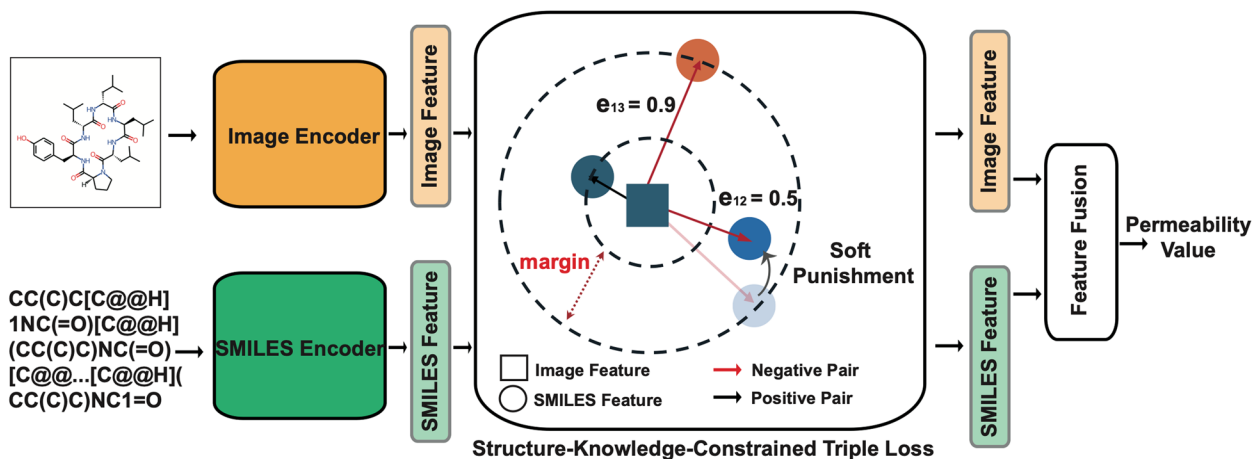 Image Encoder
Image Feature
CC(C)C[C@@H]
1NC(=O)[C@@H]
(CC(C)C)NC(=O)
[C@@...[C@@H](
CC(C)C)NC1=O
SMILES Encoder
SMILES Feature
e13 = 0.9
e12 = 0.5
margin
Soft
Punishment
Image Feature
Negative Pair
SMILES Feature
Positive Pair
Structure-Knowledge-Constrained Triple Loss
Image Feature
SMILES Feature
Feature Fusion
Permeability
Value